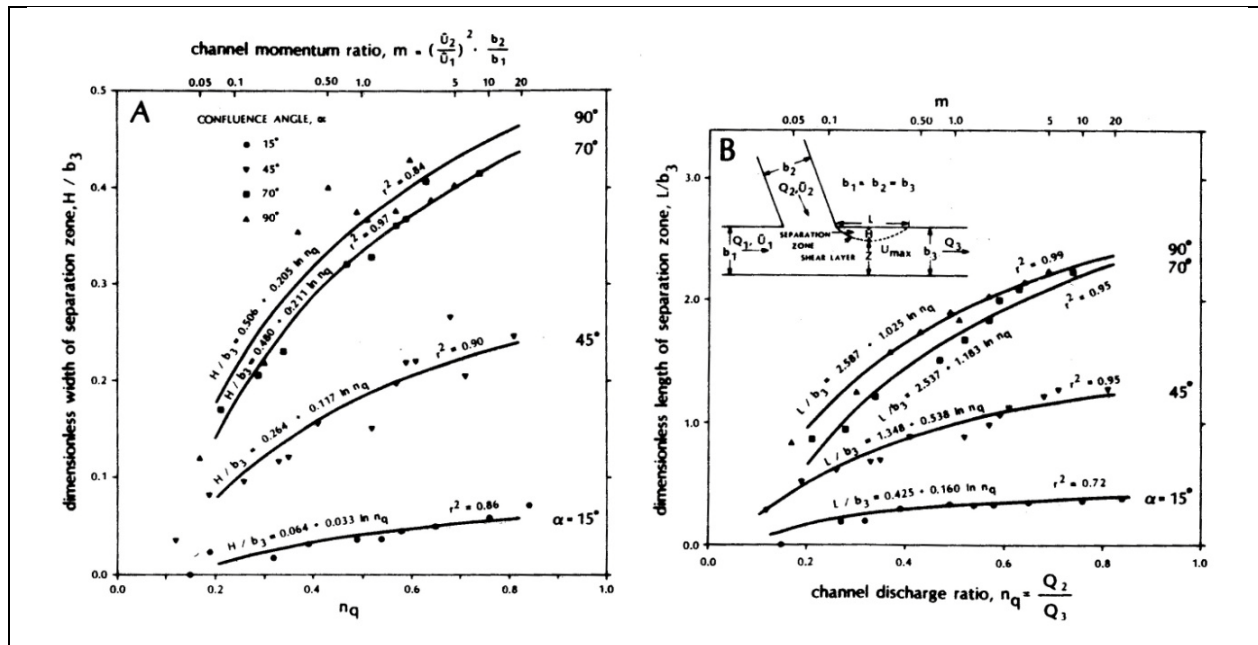 channel momentum ratio, m = (Ū2/Ū1)² · b2/b1
0.05 0.1 0.50 1.0 5 10 20
A
CONFLUENCE ANGLE, α
15°
45°
70°
90°
dimensionless width of separation zone, H / b3
0.5
0.4
0.3
0.2
0.1
0.0
90°
70°
45°
α = 15°
r² = 0.84
r² = 0.97
H / b3 = 0.506 + 0.205 ln nq
H / b3 = 0.480 + 0.211 ln nq
r² = 0.90
H / b3 = 0.264 + 0.117 ln nq
r² = 0.86
H / b3 = 0.064 + 0.033 ln nq
0.0 0.2 0.4 0.6 0.8 1.0
nq
m
0.05 0.1 0.50 1.0 5 10 20
B
b2
Q2, Ū2
b1 = b2 = b3
L
H
Q1, Ū1
SEPARATION
ZONE
SHEAR LAYER
Umax
Z
b1
b3
Q3
dimensionless length of separation zone, L/b3
3.0
2.0
1.0
0.0
90°
70°
45°
α = 15°
r² = 0.99
r² = 0.95
L / b3 = 2.587 + 1.025 ln nq
L / b3 = 2.537 + 1.183 ln nq
r² = 0.95
L / b3 = 1.348 + 0.538 ln nq
r² = 0.72
L / b3 = 0.425 + 0.160 ln nq
0.0 0.2 0.4 0.6 0.8 1.0
channel discharge ratio, nq = Q2/Q3